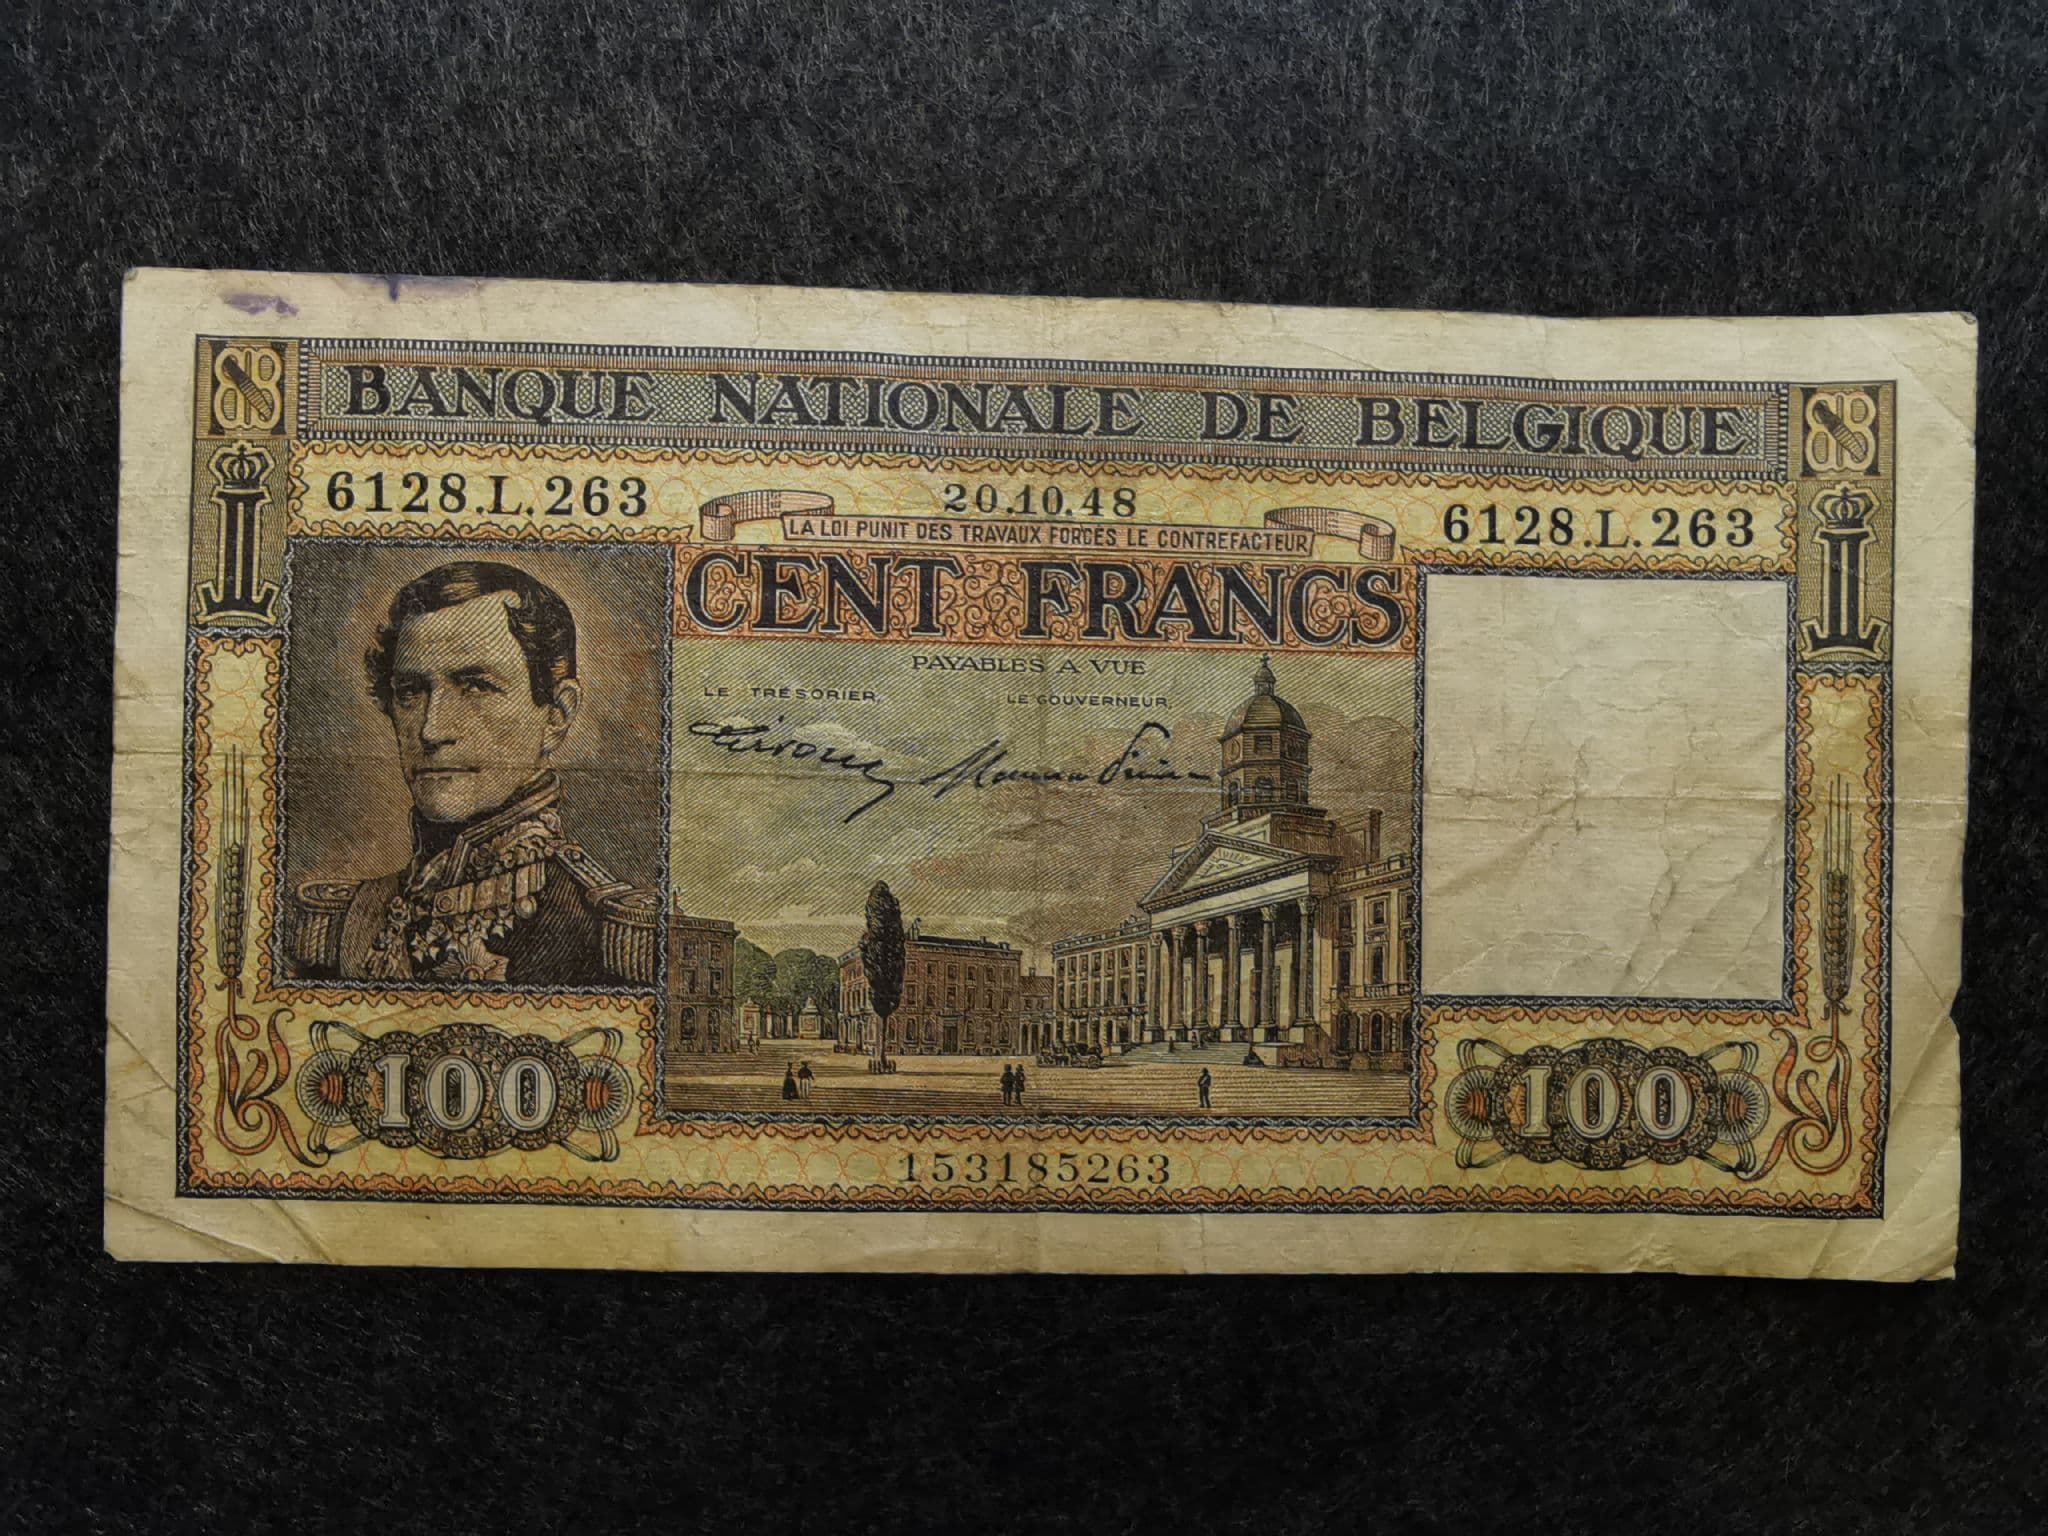 BANQUE NATIONALE DE BELGIQUE
6128.L.263
20.10.48
6128.L.263
LA LOI PUNIT DES TRAVAUX FORCÉS LE CONTREFACTEUR
CENT FRANCS
PAYABLES A VUE
LE TRÉSORIER,
LE GOUVERNEUR,
100
100
153185263